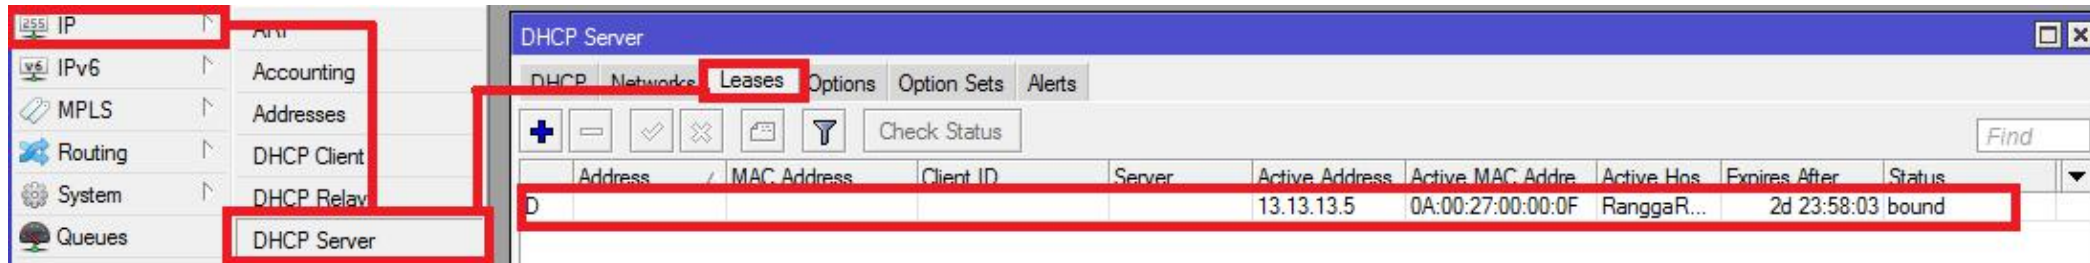 255 IP
v6 IPv6
MPLS
Routing
System
Queues
ARP
Accounting
Addresses
DHCP Client
DHCP Relay
DHCP Server
DHCP Server
DHCP Networks Leases Options Option Sets Alerts
Check Status
Find
Address MAC Address Client ID Server Active Address Active MAC Addre Active Hos Expires After Status
D 13.13.13.5 0A:00:27:00:00:0F RanggaR... 2d 23:58:03 bound